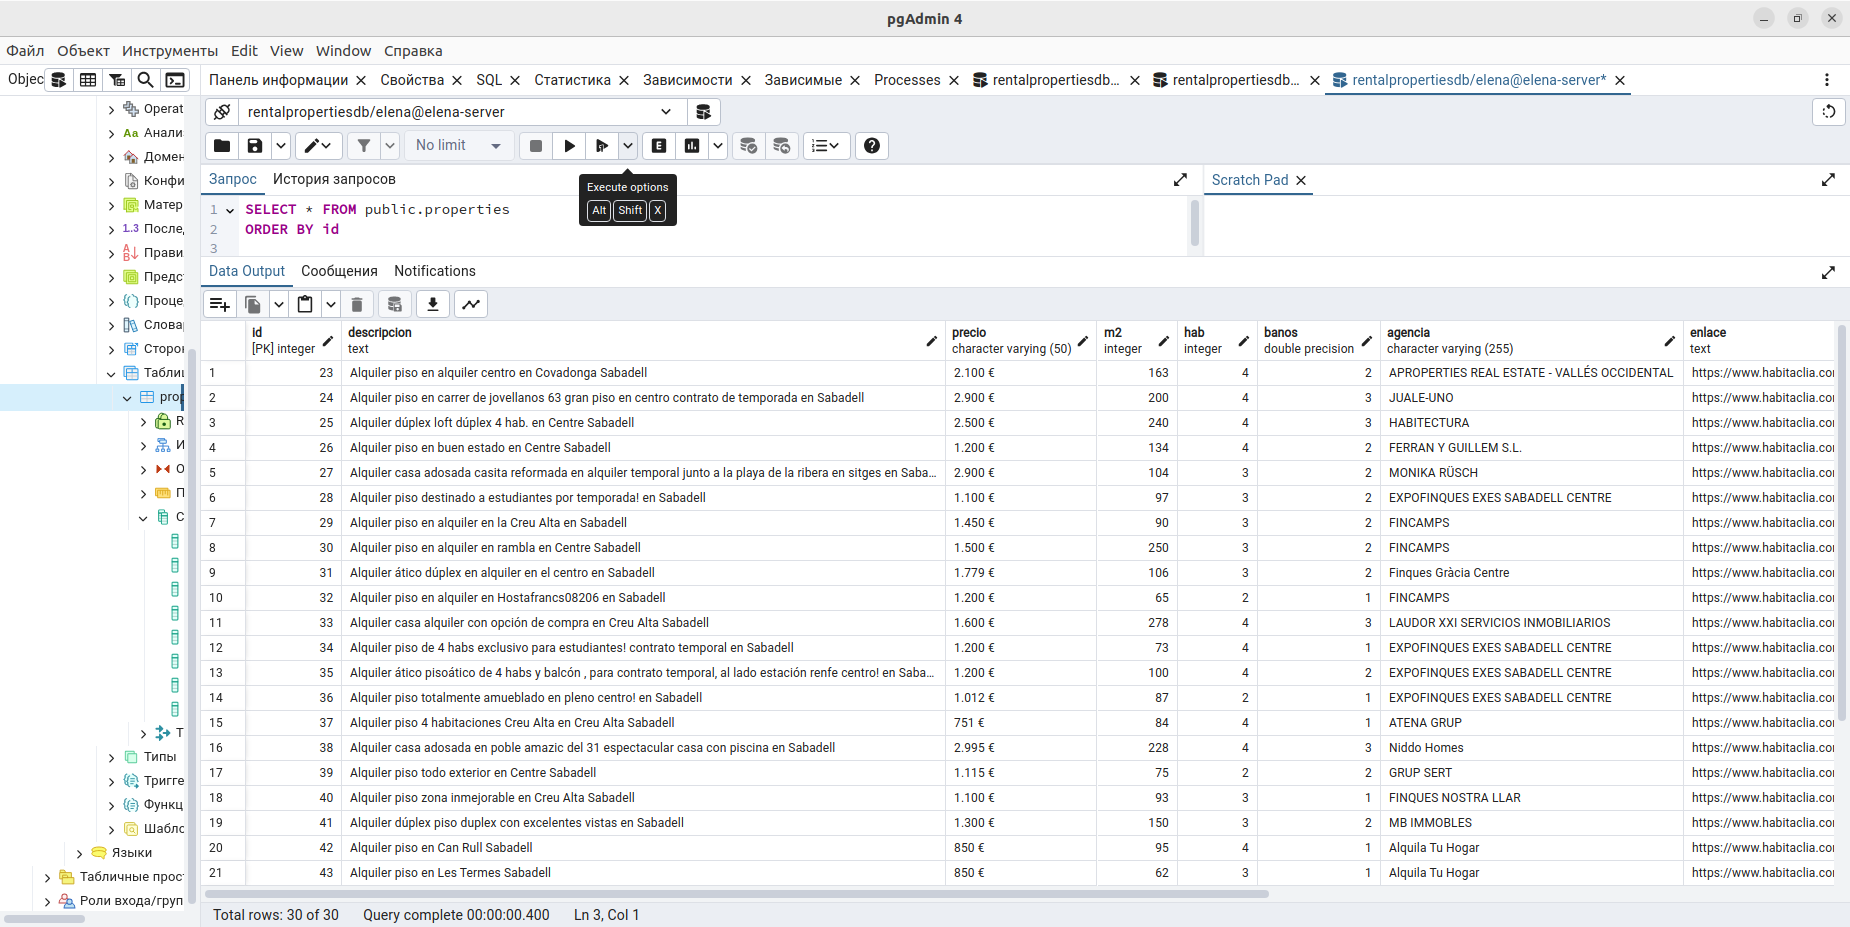 pgAdmin 4
Файл Объект Инструменты Edit View Window Справка
Objec
Панель информации Свойства SQL Статистика Зависимости Зависимые Processes rentalpropertiesdb... rentalpropertiesdb... rentalpropertiesdb/elena@elena-server*
rentalpropertiesdb/elena@elena-server
No limit
Execute options
Alt Shift X
Запрос История запросов
Scratch Pad
1 SELECT * FROM public.properties
2 ORDER BY id
3
Data Output Сообщения Notifications
id descripcion precio m2 hab banos agencia enlace
[PK] integer text character varying (50) integer integer double precision character varying (255) text
1 23 Alquiler piso en alquiler centro en Covadonga Sabadell 2.100 € 163 4 2 APROPERTIES REAL ESTATE - VALLÉS OCCIDENTAL https://www.habitaclia.co
2 24 Alquiler piso en carrer de jovellanos 63 gran piso en centro contrato de temporada en Sabadell 2.900 € 200 4 3 JUALE-UNO https://www.habitaclia.co
3 25 Alquiler dúplex loft dúplex 4 hab. en Centre Sabadell 2.500 € 240 4 3 HABITECTURA https://www.habitaclia.co
4 26 Alquiler piso en buen estado en Centre Sabadell 1.200 € 134 4 2 FERRAN Y GUILLEM S.L. https://www.habitaclia.co
5 27 Alquiler casa adosada casita reformada en alquiler temporal junto a la playa de la ribera en sitges en Saba... 2.900 € 104 3 2 MONIKA RÜSCH https://www.habitaclia.co
6 28 Alquiler piso destinado a estudiantes por temporada! en Sabadell 1.100 € 97 3 2 EXPOFINQUES EXES SABADELL CENTRE https://www.habitaclia.co
7 29 Alquiler piso en alquiler en la Creu Alta en Sabadell 1.450 € 90 3 2 FINCAMPS https://www.habitaclia.co
8 30 Alquiler piso en alquiler en rambla en Centre Sabadell 1.500 € 250 3 2 FINCAMPS https://www.habitaclia.co
9 31 Alquiler ático dúplex en alquiler en el centro en Sabadell 1.779 € 106 3 2 Finques Gràcia Centre https://www.habitaclia.co
10 32 Alquiler piso en alquiler en Hostafrancs08206 en Sabadell 1.200 € 65 2 1 FINCAMPS https://www.habitaclia.co
11 33 Alquiler casa alquiler con opción de compra en Creu Alta Sabadell 1.600 € 278 4 3 LAUDOR XXI SERVICIOS INMOBILIARIOS https://www.habitaclia.co
12 34 Alquiler piso de 4 habs exclusivo para estudiantes! contrato temporal en Sabadell 1.200 € 73 4 1 EXPOFINQUES EXES SABADELL CENTRE https://www.habitaclia.co
13 35 Alquiler ático pisoático de 4 habs y balcón , para contrato temporal, al lado estación renfe centro! en Saba... 1.200 € 100 4 2 EXPOFINQUES EXES SABADELL CENTRE https://www.habitaclia.co
14 36 Alquiler piso totalmente amueblado en pleno centro! en Sabadell 1.012 € 87 2 1 EXPOFINQUES EXES SABADELL CENTRE https://www.habitaclia.co
15 37 Alquiler piso 4 habitaciones Creu Alta en Creu Alta Sabadell 751 € 84 4 1 ATENA GRUP https://www.habitaclia.co
16 38 Alquiler casa adosada en poble amazic del 31 espectacular casa con piscina en Sabadell 2.995 € 228 4 3 Niddo Homes https://www.habitaclia.co
17 39 Alquiler piso todo exterior en Centre Sabadell 1.115 € 75 2 2 GRUP SERT https://www.habitaclia.co
18 40 Alquiler piso zona inmejorable en Creu Alta Sabadell 1.100 € 93 3 1 FINQUES NOSTRA LLAR https://www.habitaclia.co
19 41 Alquiler dúplex piso duplex con excelentes vistas en Sabadell 1.300 € 150 3 2 MB IMMOBLES https://www.habitaclia.co
20 42 Alquiler piso en Can Rull Sabadell 850 € 95 4 1 Alquila Tu Hogar https://www.habitaclia.co
21 43 Alquiler piso en Les Termes Sabadell 850 € 62 3 1 Alquila Tu Hogar https://www.habitaclia.co
Total rows: 30 of 30 Query complete 00:00:00.400 Ln 3, Col 1
Operat
Aa Анали
Домен
Конфи
Матер
1..3 После
Прави
Предс
Проце
Слова
Сторо
Табли
prop
R
И
О
П
С
Т
Типы
Тригге
Функц
Шабло
Языки
Табличные прос
Роли входа/груп